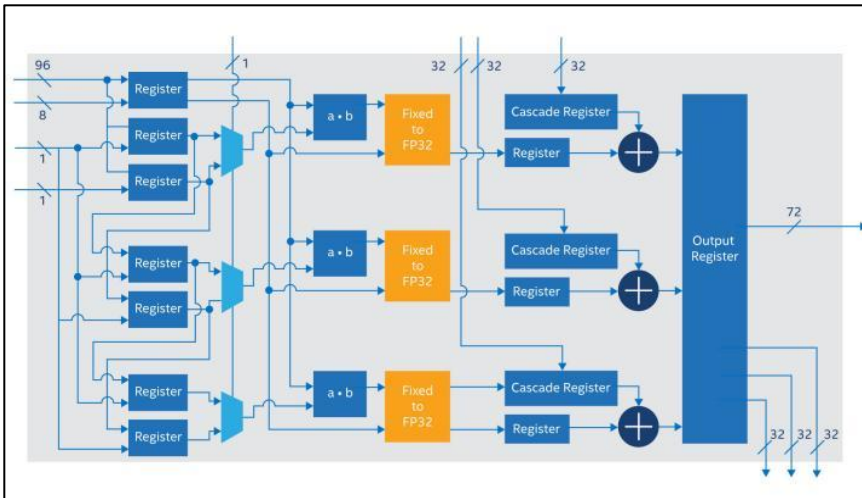 96
8
1
1
1
32
32
32
Register
Register
Register
a • b
Fixed
to
FP32
Cascade Register
Register
Register
Register
a • b
Fixed
to
FP32
Cascade Register
Register
Output
Register
72
Register
Register
a • b
Fixed
to
FP32
Cascade Register
Register
32
32
32